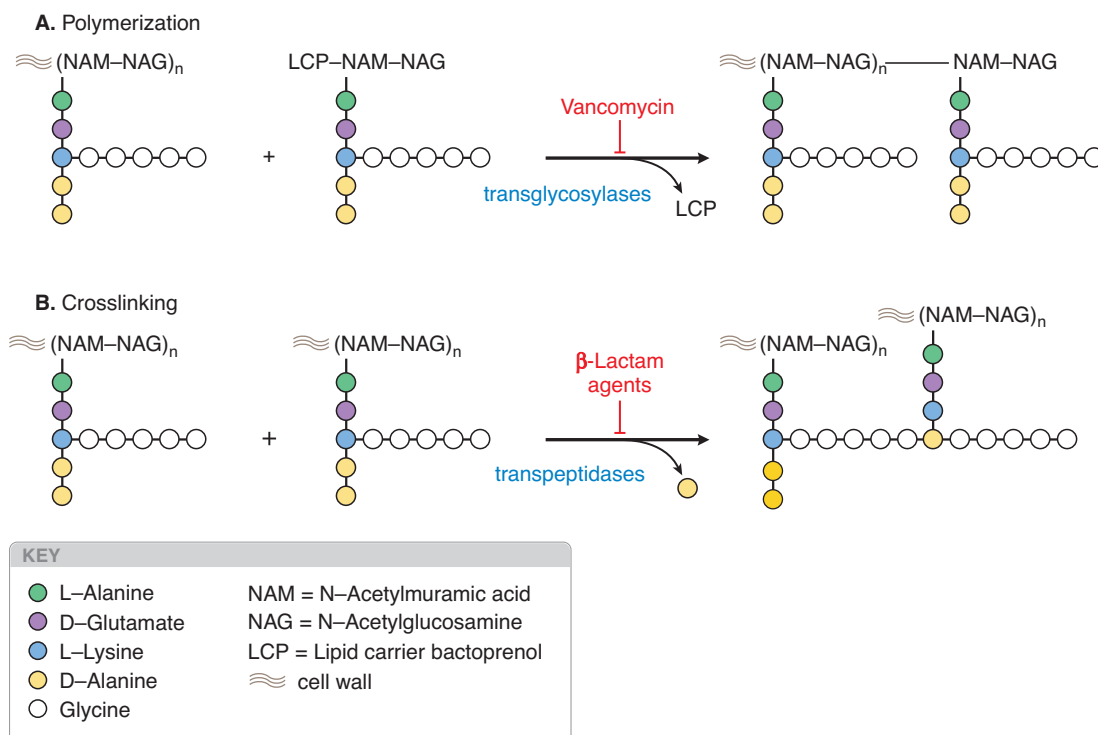 A. Polymerization
(NAM–NAG)n
LCP–NAM–NAG
(NAM–NAG)n
NAM–NAG
Vancomycin
+
transglycosylases
LCP
B. Crosslinking
(NAM–NAG)n
(NAM–NAG)n
(NAM–NAG)n
(NAM–NAG)n
β-Lactam
agents
+
transpeptidases
KEY
L–Alanine
D–Glutamate
L–Lysine
D–Alanine
Glycine
NAM = N–Acetylmuramic acid
NAG = N–Acetylglucosamine
LCP = Lipid carrier bactoprenol
cell wall